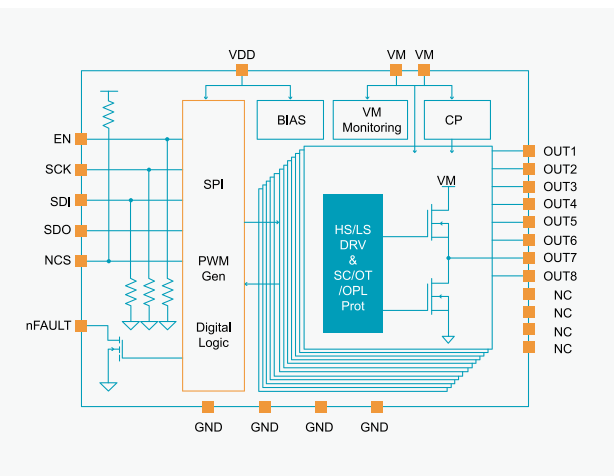 VDD
VM
VM
EN
SCK
SDI
SDO
NCS
nFAULT
SPI
PWM
Gen
Digital
Logic
BIAS
VM
Monitoring
CP
VM
HS/LS
DRV
&
SC/OT
/OPL
Prot
OUT1
OUT2
OUT3
OUT4
OUT5
OUT6
OUT7
OUT8
NC
NC
NC
NC
GND
GND
GND
GND